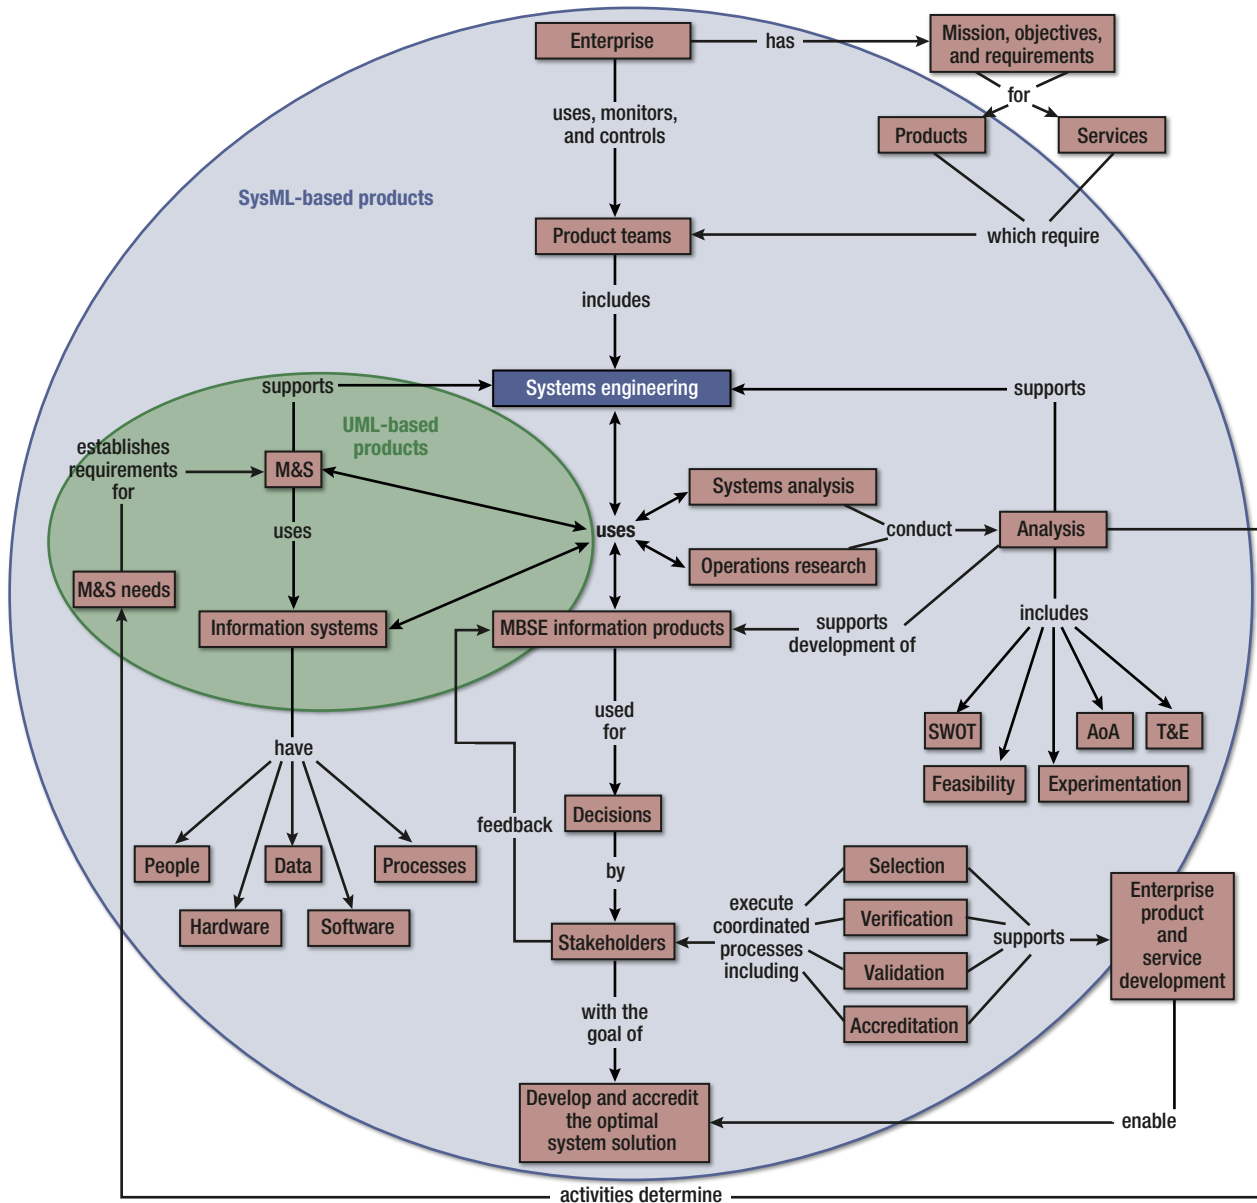 Enterprise
has
Mission, objectives,
and requirements
for
Products
Services
uses, monitors,
and controls
SysML-based products
Product teams
which require
includes
supports
Systems engineering
supports
UML-based
products
establishes
requirements
for
M&S
Systems analysis
uses
uses
conduct
Analysis
Operations research
M&S needs
Information systems
MBSE information products
supports
development of
includes
used
for
SWOT
AoA
T&E
have
Feasibility
Experimentation
Decisions
feedback
People
Data
Processes
by
Selection
Enterprise
product
and
service
development
execute
coordinated
processes
including
Verification
Hardware
Software
Stakeholders
supports
Validation
Accreditation
with the
goal of
Develop and accredit
the optimal
system solution
enable
activities determine